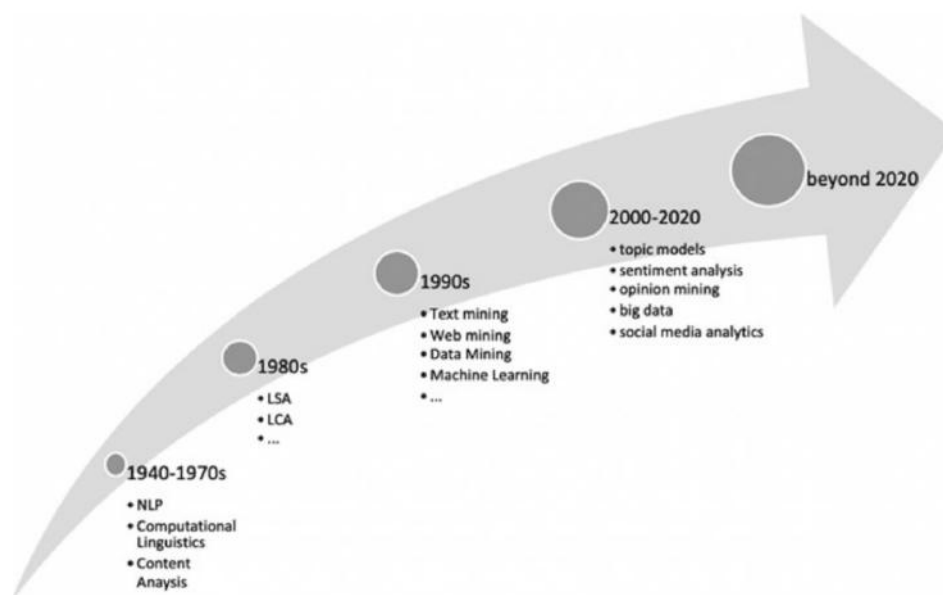 1940-1970s
• NLP
• Computational
Linguistics
• Content
Anaysis
1980s
• LSA
• LCA
• ...
1990s
• Text mining
• Web mining
• Data Mining
• Machine Learning
• ...
2000-2020
• topic models
• sentiment analysis
• opinion mining
• big data
• social media analytics
beyond 2020